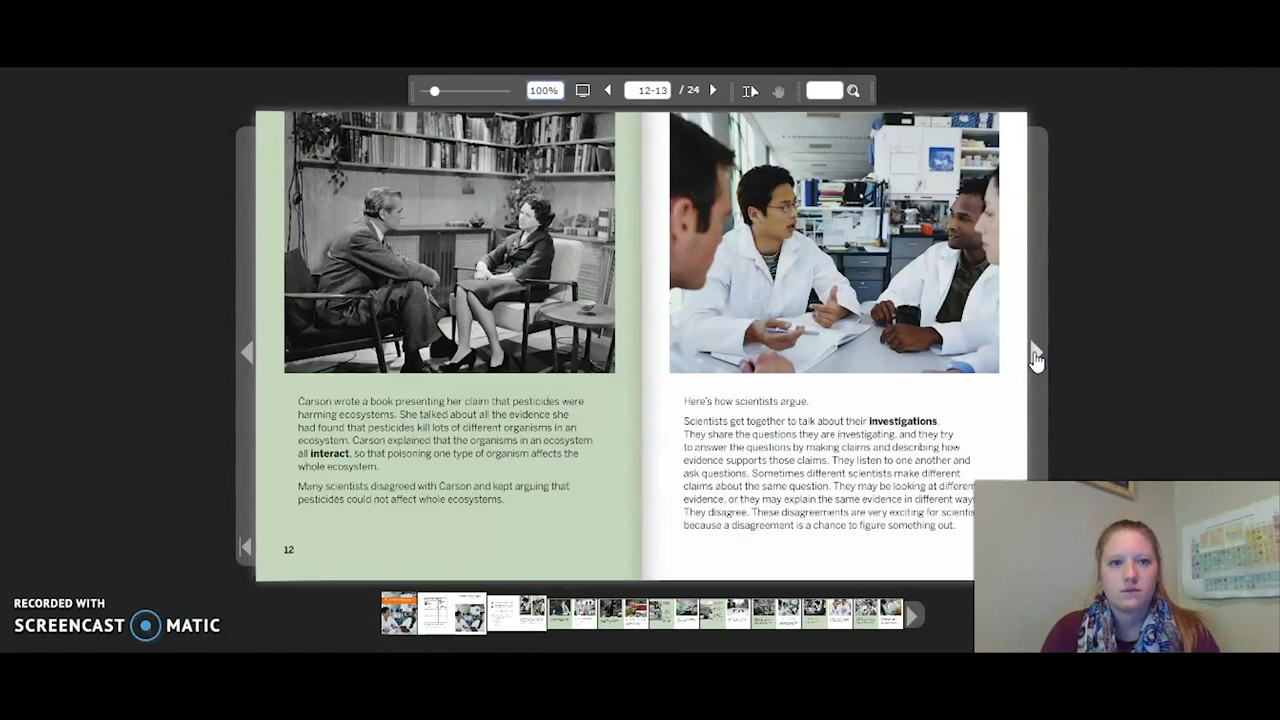 100%
12-13 / 24
Carson wrote a book presenting her claim that pesticides were
harming ecosystems. She talked about all the evidence she
had found that pesticides kill lots of different organisms in an
ecosystem. Carson explained that the organisms in an ecosystem
all interact, so that poisoning one type of organism affects the
whole ecosystem.
Many scientists disagreed with Carson and kept arguing that
pesticides could not affect whole ecosystems.
12
Here's how scientists argue.
Scientists get together to talk about their investigations.
They share the questions they are investigating, and they try
to answer the questions by making claims and describing how
evidence supports those claims. They listen to one another and
ask questions. Sometimes different scientists make different
claims about the same question. They may be looking at different
evidence, or they may explain the same evidence in different
They disagree. These disagreements are very exciting for
because a disagreement is a chance to figure something out.
RECORDED WITH
SCREENCAST MATIC